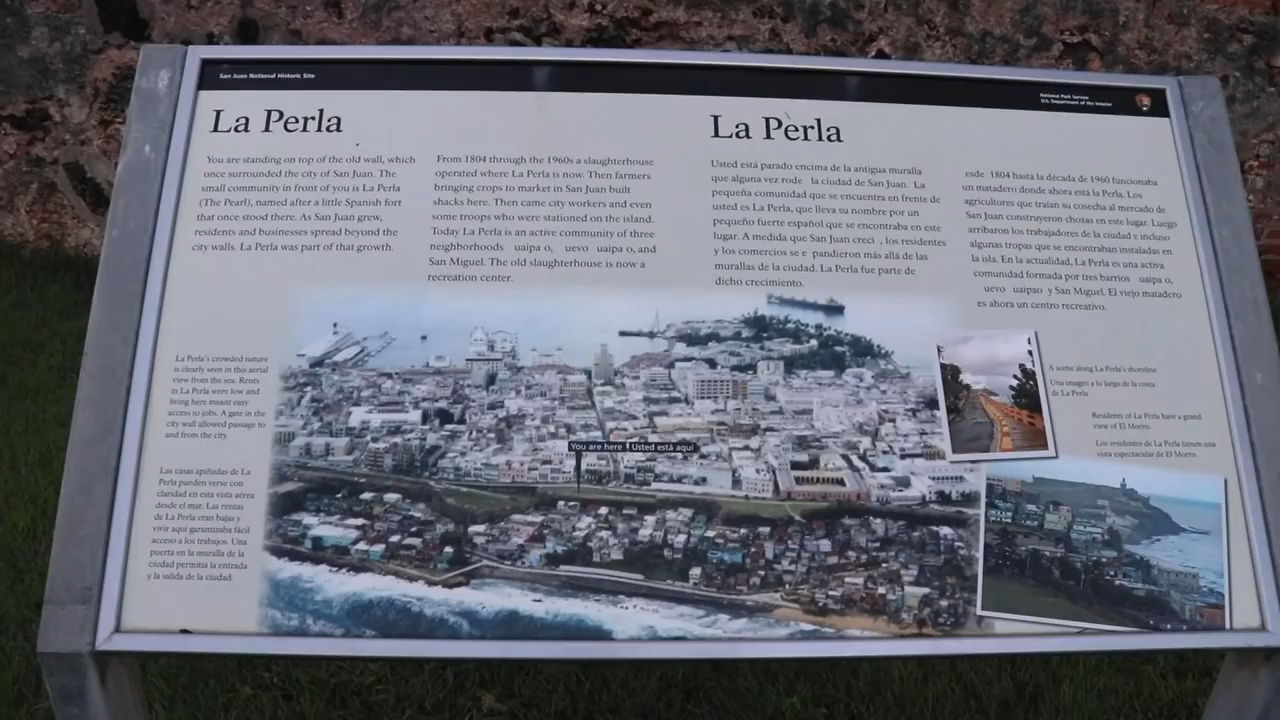 San Juan National Historic Site
National Park Service
U.S. Department of the Interior
La Perla
You are standing on top of the old wall, which
once surrounded the city of San Juan. The
small community in front of you is La Perla
(The Pearl), named after a little Spanish fort
that once stood there. As San Juan grew,
residents and businesses spread beyond the
city walls. La Perla was part of that growth.
From 1804 through the 1960s a slaughterhouse
operated where La Perla is now. Then farmers
bringing crops to market in San Juan built
shacks here. Then came city workers and even
some troops who were stationed on the island.
Today La Perla is an active community of three
neighborhoods uaipa o, uevo uaipa o, and
San Miguel. The old slaughterhouse is now a
recreation center.
La Perla
Usted está parado encima de la antigua muralla
que alguna vez rode la ciudad de San Juan. La
pequeña comunidad que se encuentra en frente de
usted es La Perla, que lleva su nombre por un
pequeño fuerte español que se encontraba en este
lugar. A medida que San Juan creci , los residentes
y los comercios se e pandieron más allá de las
murallas de la ciudad. La Perla fue parte de
dicho crecimiento.
esde 1804 hasta la década de 1960 funcionaba
un matadero donde ahora está la Perla. Los
agricultores que traían su cosecha al mercado de
San Juan construyeron chozas en este lugar. Luego
arribaron los trabajadores de la ciudad e incluso
algunas tropas que se encontraban instaladas en
la isla. En la actualidad, La Perla es una activa
comunidad formada por tres barrios uaipa o,
uevo uaipao y San Miguel. El viejo matadero
es ahora un centro recreativo.
La Perla's crowded nature
is clearly seen in this aerial
view from the sea. Rents
in La Perla were low and
living here meant easy
access to jobs. A gate in the
city wall allowed passage to
and from the city.
Las casas apiñadas de La
Perla pueden verse con
claridad en esta vista aérea
desde el mar. Las rentas
de La Perla eran bajas y
vivir aquí garantizaba fácil
acceso a los trabajos. Una
puerta en la muralla de la
ciudad permitía la entrada
y la salida de la ciudad.
You are here Usted está aquí
A scene along La Perla's shoreline
Una imagen a lo largo de la costa
de La Perla
Residents of La Perla have a grand
view of El Morro.
Los residentes de La Perla tienen una
vista espectacular de El Morro.